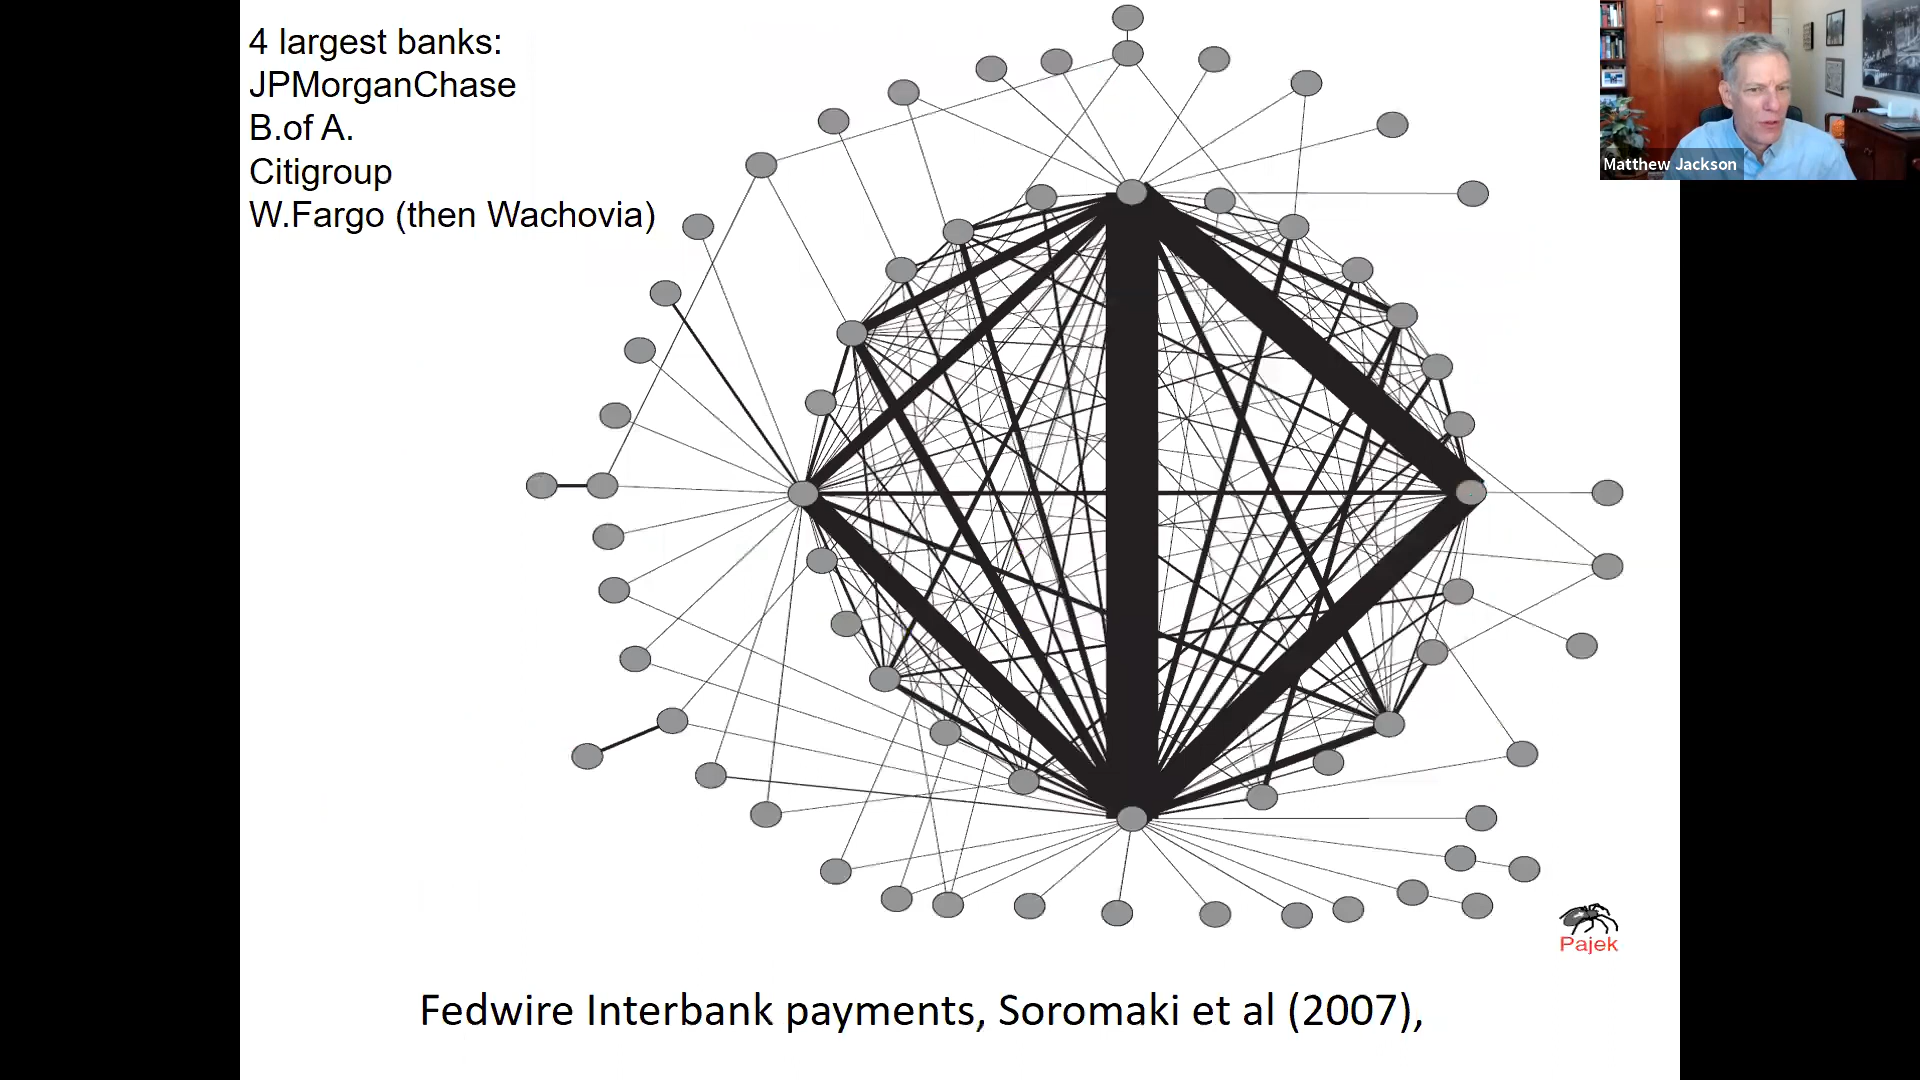 4 largest banks:
JPMorganChase
B.of A.
Citigroup
W.Fargo (then Wachovia)
Matthew Jackson
Pajek
Fedwire Interbank payments, Soromaki et al (2007),